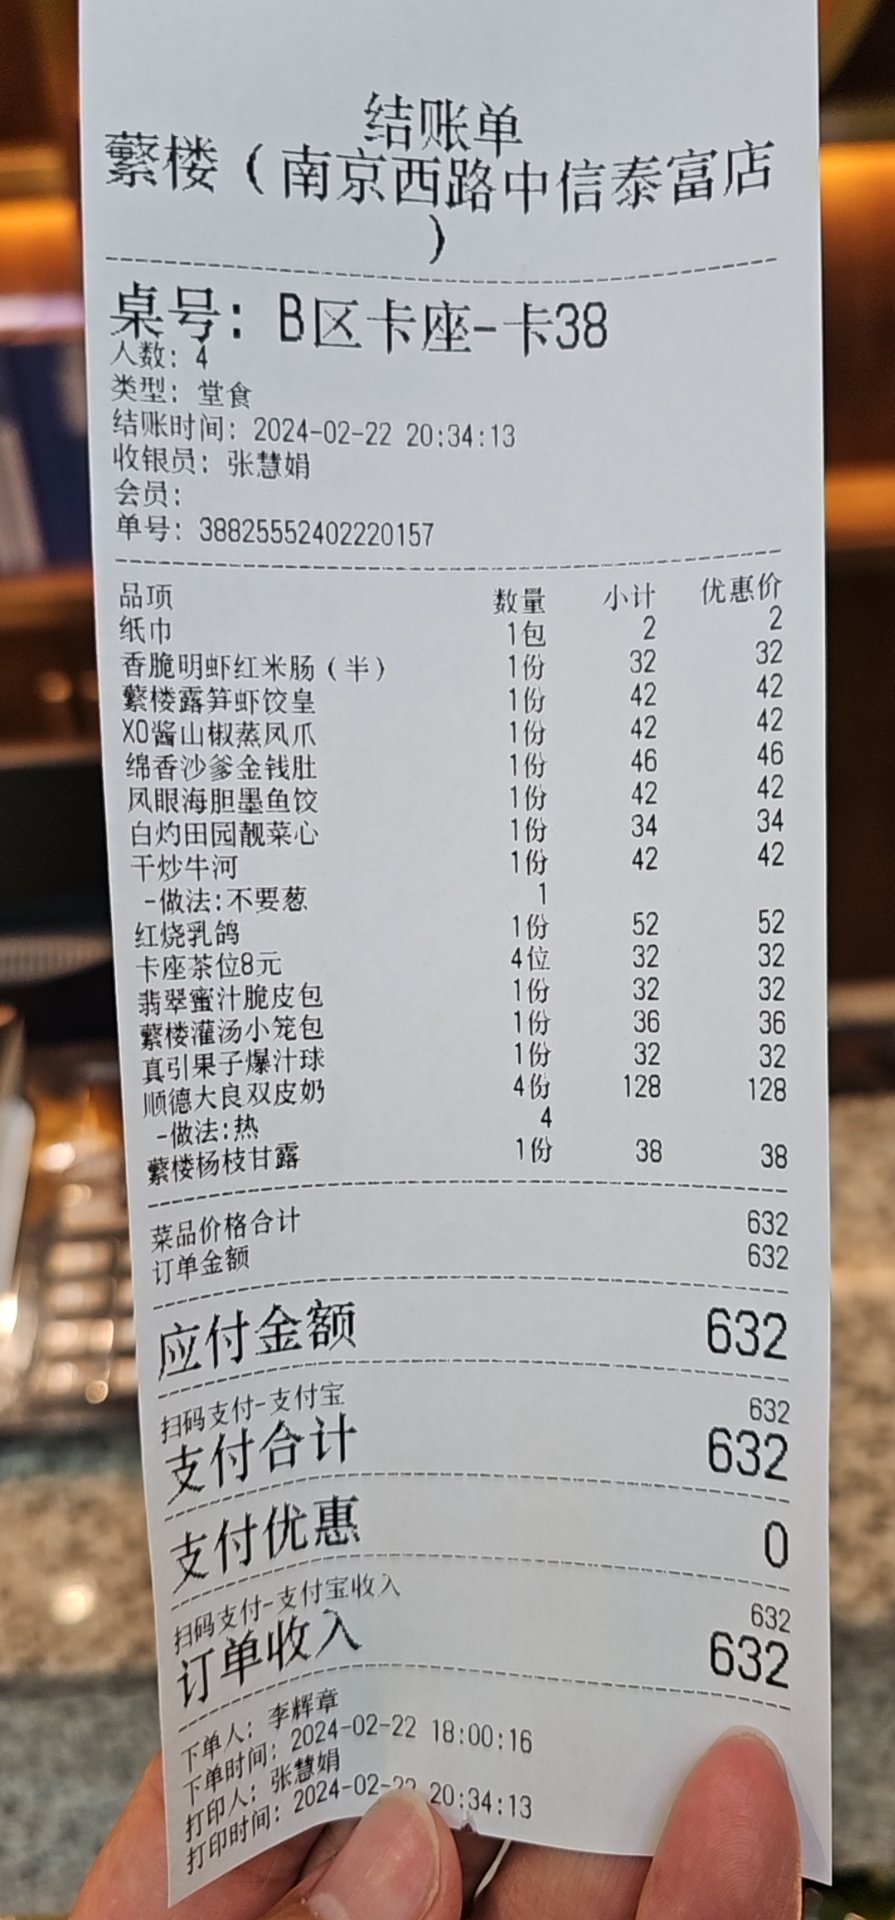 结账单
蘩楼（南京西路中信泰富店
）
桌号: B区卡座-卡38
人数: 4
类型: 堂食
结账时间: 2024-02-22 20:34:13
收银员: 张慧娟
会员:
单号: 38825552402220157
品项 数量 小计 优惠价
纸巾 1包 2 2
香脆明虾红米肠（半） 1份 32 32
蘩楼露笋虾饺皇 1份 42 42
XO酱山椒蒸凤爪 1份 42 42
绵香沙爹金钱肚 1份 46 46
凤眼海胆墨鱼饺 1份 42 42
白灼田园靓菜心 1份 34 34
干炒牛河 1份 42 42
-做法:不要葱 1
红烧乳鸽 1份 52 52
卡座茶位8元 4位 32 32
翡翠蜜汁脆皮包 1份 32 32
蘩楼灌汤小笼包 1份 36 36
真引果子爆汁球 1份 32 32
顺德大良双皮奶 4份 128 128
-做法:热 4
蘩楼杨枝甘露 1份 38 38
菜品价格合计 632
订单金额 632
应付金额 632
扫码支付-支付宝 632
支付合计 632
支付优惠 0
扫码支付-支付宝收入 632
订单收入 632
下单人: 李辉章
下单时间: 2024-02-22 18:00:16
打印人: 张慧娟
打印时间: 2024-02-22 20:34:13